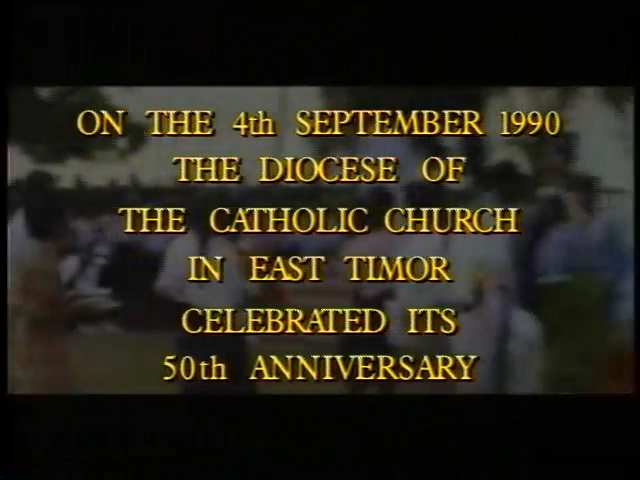 ON THE 4th SEPTEMBER 1990
THE DIOCESE OF
THE CATHOLIC CHURCH
IN EAST TIMOR
CELEBRATED ITS
50th ANNIVERSARY